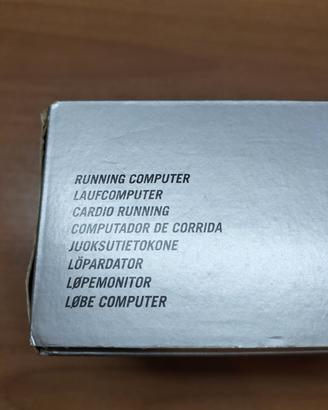 RUNNING COMPUTER
LAUFCOMPUTER
CARDIO RUNNING
COMPUTADOR DE CORRIDA
JUOKSUTIETOKONE
LÖPARDATOR
LØPEMONITOR
LØBE COMPUTER